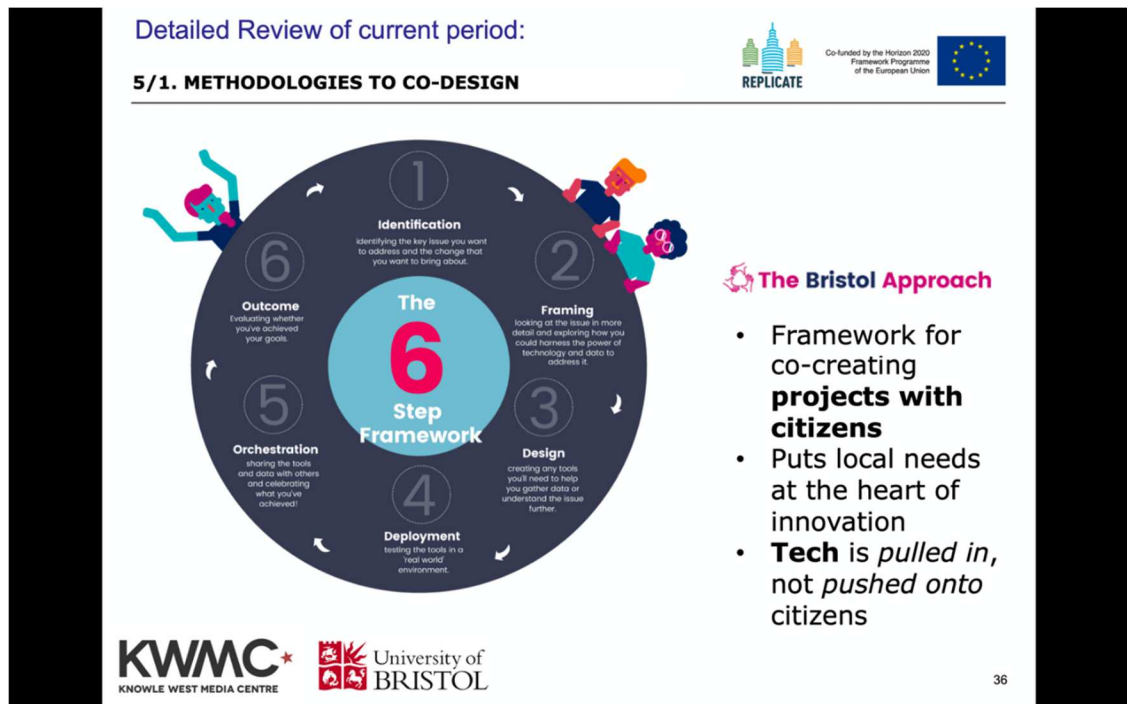 Detailed Review of current period:
5/1. METHODOLOGIES TO CO-DESIGN
REPLICATE
Co-funded by the Horizon 2020
Framework Programme
of the European Union
1
Identification
identifying the key issue you want
to address and the change that
you want to bring about.
2
Framing
looking at the issue in more
detail and exploring how you
could harness the power of
technology and data to
address it.
3
Design
creating any tools
you'll need to help
you gather data or
understand the issue
further.
4
Deployment
testing the tools in a
'real world'
environment.
5
Orchestration
sharing the tools
and data with others
and celebrating
what you've
achieved!
6
Outcome
Evaluating whether
you've achieved
your goals.
The
6
Step
Framework
The Bristol Approach
• Framework for
co-creating
projects with
citizens
• Puts local needs
at the heart of
innovation
• Tech is pulled in,
not pushed onto
citizens
KWMC
KNOWLE WEST MEDIA CENTRE
University of
BRISTOL
36